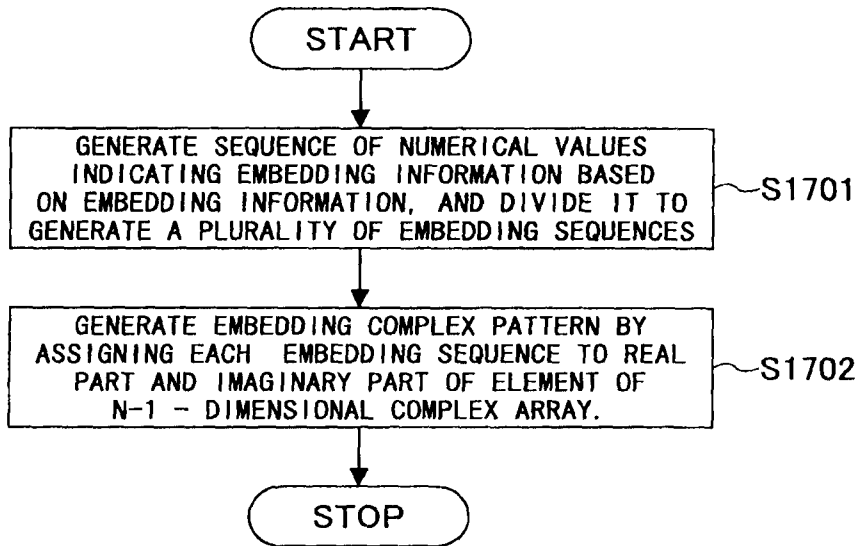 START
GENERATE SEQUENCE OF NUMERICAL VALUES
INDICATING EMBEDDING INFORMATION BASED
ON EMBEDDING INFORMATION, AND DIVIDE IT TO
GENERATE A PLURALITY OF EMBEDDING SEQUENCES
S1701
GENERATE EMBEDDING COMPLEX PATTERN BY
ASSIGNING EACH EMBEDDING SEQUENCE TO REAL
PART AND IMAGINARY PART OF ELEMENT OF
N-1 - DIMENSIONAL COMPLEX ARRAY.
S1702
STOP